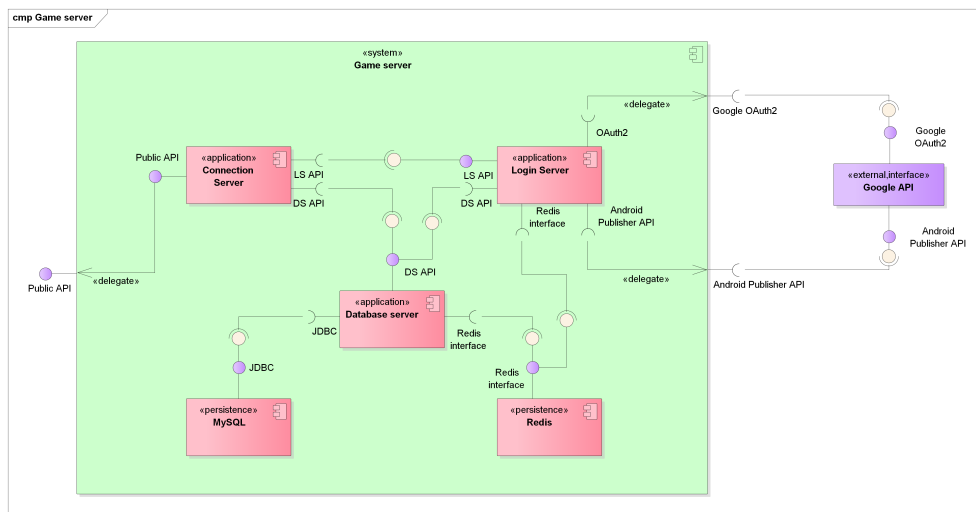 cmp Game server
«system»
Game server
«delegate»
Google OAuth2
Google
OAuth2
OAuth2
Public API
«application»
Connection
Server
LS API
DS API
LS API
DS API
«application»
Login Server
«external,interface»
Google API
Redis
interface
Android
Publisher API
Android
Publisher API
Public API
«delegate»
DS API
«delegate»
Android Publisher API
«application»
Database server
JDBC
Redis
interface
JDBC
Redis
interface
«persistence»
MySQL
«persistence»
Redis